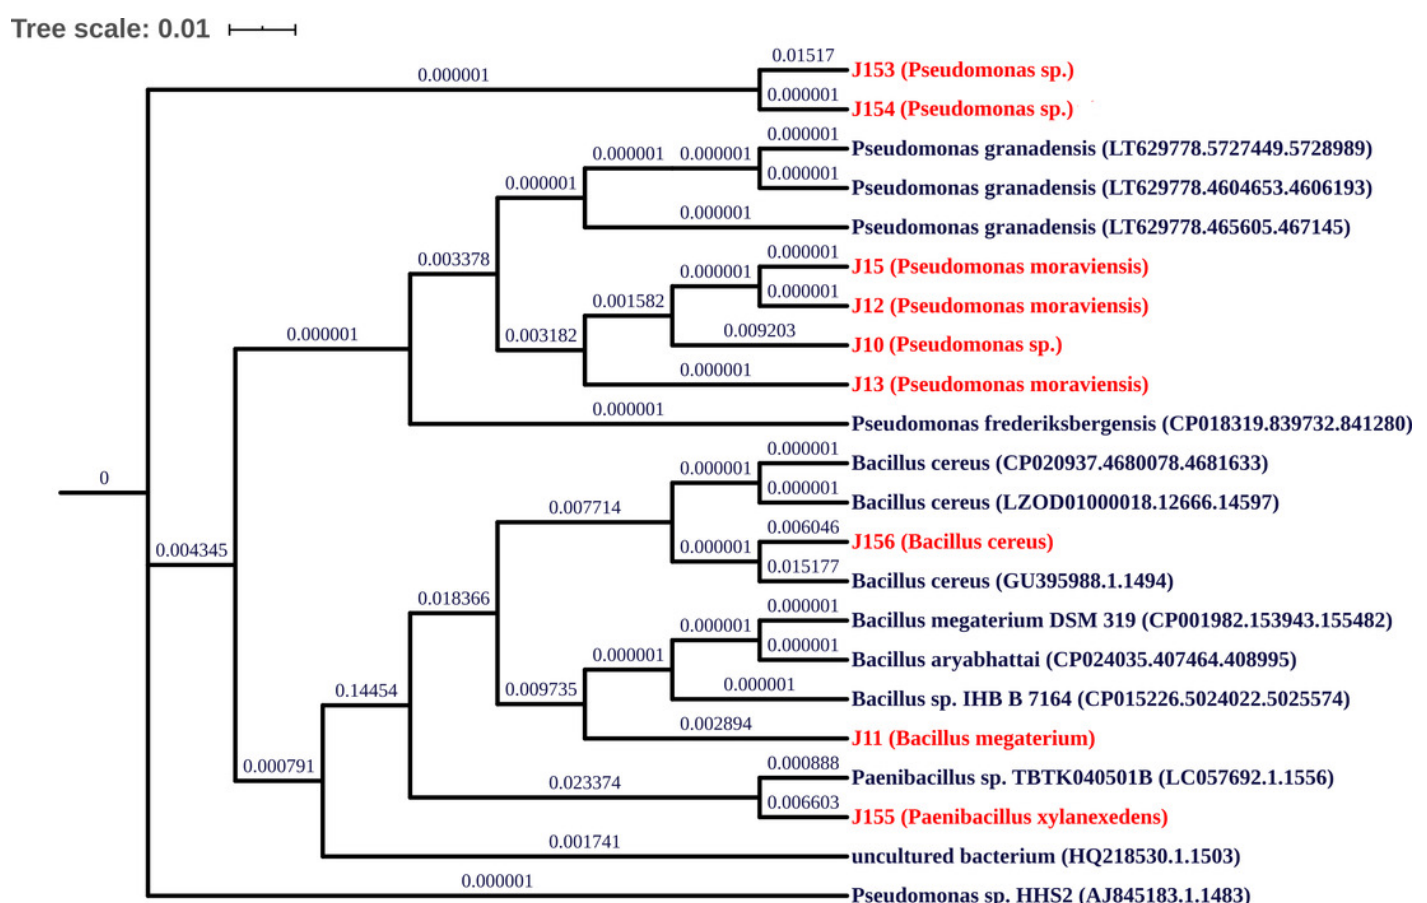 Tree scale: 0.01
0.01517
0.000001
J153 (Pseudomonas sp.)
0.000001
J154 (Pseudomonas sp.)
0.000001
0.000001 0.000001
Pseudomonas granadensis (LT629778.5727449.5728989)
0.000001
0.000001
Pseudomonas granadensis (LT629778.4604653.4606193)
0.000001
Pseudomonas granadensis (LT629778.465605.467145)
0.003378
0.000001
0.000001
J15 (Pseudomonas moraviensis)
0.001582
0.000001
J12 (Pseudomonas moraviensis)
0.000001
0.003182
0.009203
J10 (Pseudomonas sp.)
0.000001
J13 (Pseudomonas moraviensis)
0.000001
Pseudomonas frederiksbergensis (CP018319.839732.841280)
0.000001
0.000001
Bacillus cereus (CP020937.4680078.4681633)
0
0.000001
Bacillus cereus (LZOD01000018.12666.14597)
0.007714
0.006046
J156 (Bacillus cereus)
0.004345
0.000001
0.015177
Bacillus cereus (GU395988.1.1494)
0.018366
0.000001
Bacillus megaterium DSM 319 (CP001982.153943.155482)
0.000001
0.000001
0.000001
Bacillus aryabhattai (CP024035.407464.408995)
0.14454
0.009735
0.000001
Bacillus sp. IHB B 7164 (CP015226.5024022.5025574)
0.002894
J11 (Bacillus megaterium)
0.000791
0.000888
Paenibacillus sp. TBTK040501B (LC057692.1.1556)
0.023374
0.006603
J155 (Paenibacillus xylanexedens)
0.001741
uncultured bacterium (HQ218530.1.1503)
0.000001
Pseudomonas sp. HHS2 (AJ845183.1.1483)